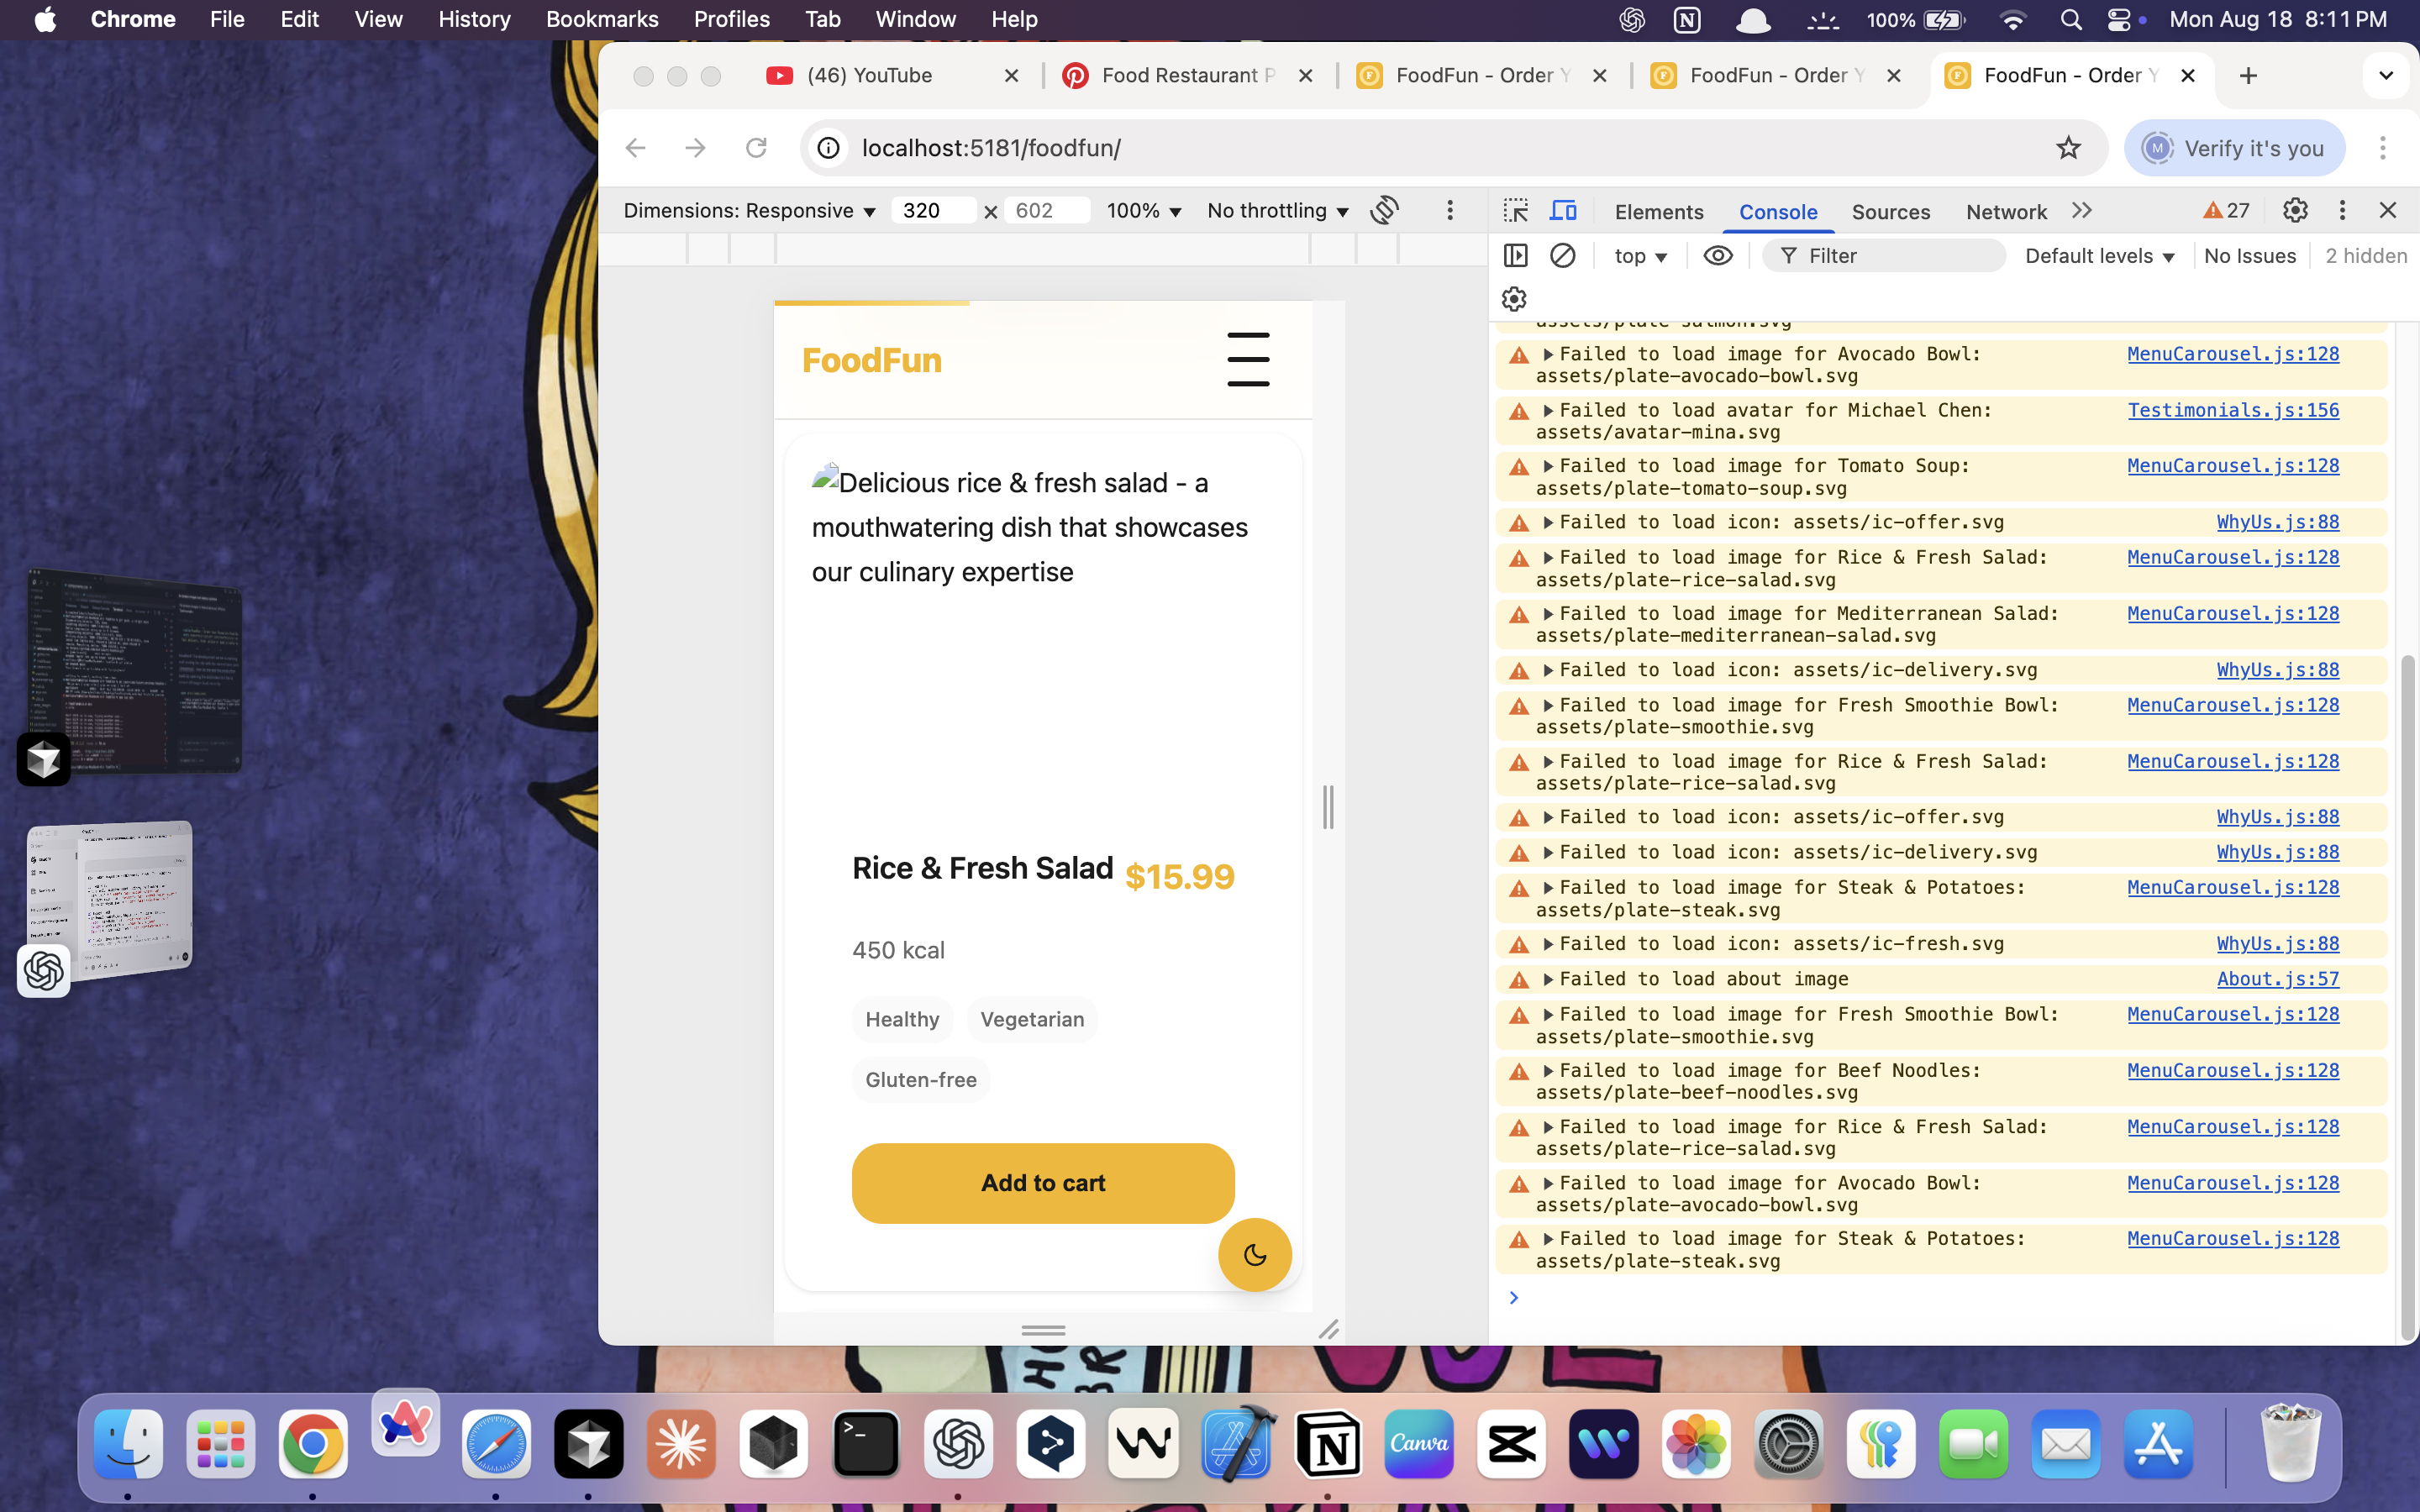 Chrome File Edit View History Bookmarks Profiles Tab Window Help 100% Mon Aug 18 8:11 PM
(46) YouTube Food Restaurant P FoodFun - Order Y FoodFun - Order Y FoodFun - Order Y
localhost:5181/foodfun/ Verify it's you
Dimensions: Responsive 320 × 602 100% No throttling
Elements Console Sources Network 27
top Filter Default levels No Issues 2 hidden
FoodFun
Delicious rice & fresh salad - a
mouthwatering dish that showcases
our culinary expertise
Rice & Fresh Salad $15.99
450 kcal
Healthy Vegetarian
Gluten-free
Add to cart
assets/plate-salmon.svg
Failed to load image for Avocado Bowl: MenuCarousel.js:128
assets/plate-avocado-bowl.svg
Failed to load avatar for Michael Chen: Testimonials.js:156
assets/avatar-mina.svg
Failed to load image for Tomato Soup: MenuCarousel.js:128
assets/plate-tomato-soup.svg
Failed to load icon: assets/ic-offer.svg WhyUs.js:88
Failed to load image for Rice & Fresh Salad: MenuCarousel.js:128
assets/plate-rice-salad.svg
Failed to load image for Mediterranean Salad: MenuCarousel.js:128
assets/plate-mediterranean-salad.svg
Failed to load icon: assets/ic-delivery.svg WhyUs.js:88
Failed to load image for Fresh Smoothie Bowl: MenuCarousel.js:128
assets/plate-smoothie.svg
Failed to load image for Rice & Fresh Salad: MenuCarousel.js:128
assets/plate-rice-salad.svg
Failed to load icon: assets/ic-offer.svg WhyUs.js:88
Failed to load icon: assets/ic-delivery.svg WhyUs.js:88
Failed to load image for Steak & Potatoes: MenuCarousel.js:128
assets/plate-steak.svg
Failed to load icon: assets/ic-fresh.svg WhyUs.js:88
Failed to load about image About.js:57
Failed to load image for Fresh Smoothie Bowl: MenuCarousel.js:128
assets/plate-smoothie.svg
Failed to load image for Beef Noodles: MenuCarousel.js:128
assets/plate-beef-noodles.svg
Failed to load image for Rice & Fresh Salad: MenuCarousel.js:128
assets/plate-rice-salad.svg
Failed to load image for Avocado Bowl: MenuCarousel.js:128
assets/plate-avocado-bowl.svg
Failed to load image for Steak & Potatoes: MenuCarousel.js:128
assets/plate-steak.svg
Canva